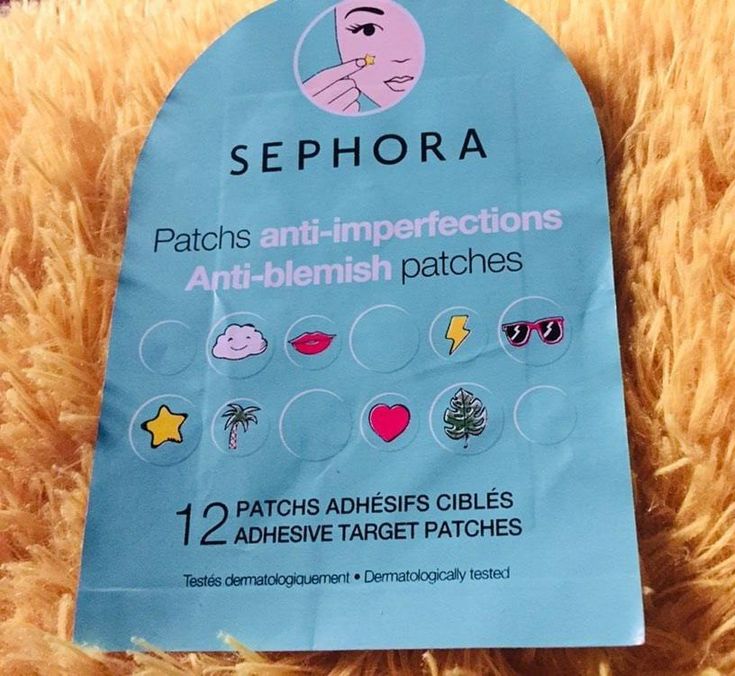 SEPHORA
Patchs anti-imperfections
Anti-blemish patches
12 PATCHS ADHÉSIFS CIBLÉS
ADHESIVE TARGET PATCHES
Testés dermatologiquement • Dermatologically tested